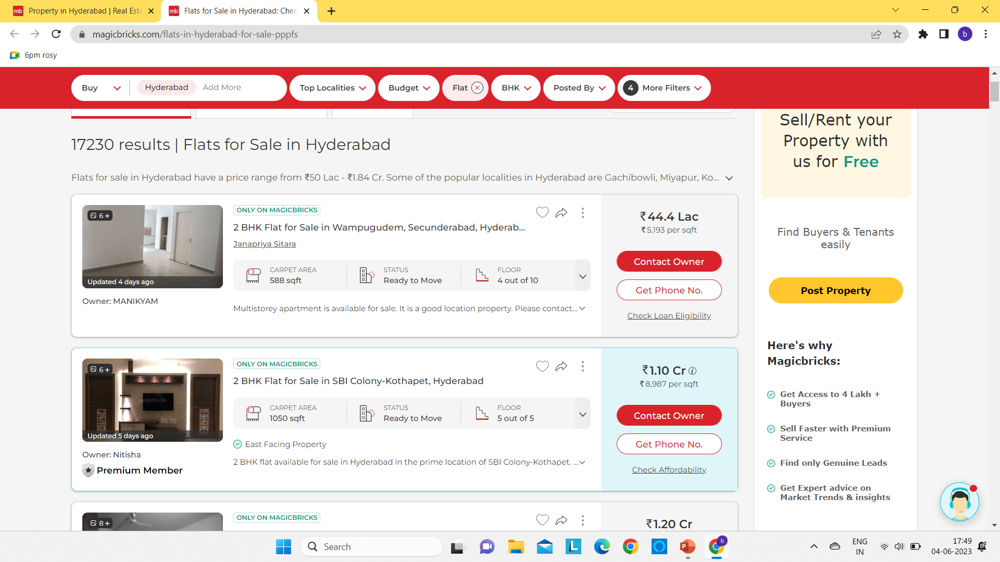 mb Property in Hyderabad | Real Esta
mb Flats for Sale in Hyderabad: Chec
magicbricks.com/flats-in-hyderabad-for-sale-pppfs
b
6pm rosy
Buy
Hyderabad
Add More
Top Localities
Budget
Flat
BHK
Posted By
4 More Filters
17230 results | Flats for Sale in Hyderabad
Flats for sale in Hyderabad have a price range from ₹50 Lac - ₹1.84 Cr. Some of the popular localities in Hyderabad are Gachibowli, Miyapur, Ko...
6+
Updated 4 days ago
Owner: MANIKYAM
ONLY ON MAGICBRICKS
2 BHK Flat for Sale in Wampugudem, Secunderabad, Hyderab...
Janapriya Sitara
CARPET AREA
588 sqft
STATUS
Ready to Move
FLOOR
4 out of 10
Multistorey apartment is available for sale. It is a good location property. Please contact...
₹44.4 Lac
₹5,193 per sqft
Contact Owner
Get Phone No.
Check Loan Eligibility
6+
magicbricks
Updated 5 days ago
Owner: Nitisha
Premium Member
ONLY ON MAGICBRICKS
2 BHK Flat for Sale in SBI Colony-Kothapet, Hyderabad
CARPET AREA
1050 sqft
STATUS
Ready to Move
FLOOR
5 out of 5
East Facing Property
2 BHK flat available for sale in Hyderabad in the prime location of SBI Colony-Kothapet. ...
₹1.10 Cr
₹8,987 per sqft
Contact Owner
Get Phone No.
Check Affordability
8+
ONLY ON MAGICBRICKS
₹1.20 Cr
Sell/Rent your
Property with
us for Free
Find Buyers & Tenants
easily
Post Property
Here's why
Magicbricks:
Get Access to 4 Lakh +
Buyers
Sell Faster with Premium
Service
Find only Genuine Leads
Get Expert advice on
Market Trends & insights
Search
L
P
b
ENG
IN
17:49
04-06-2023